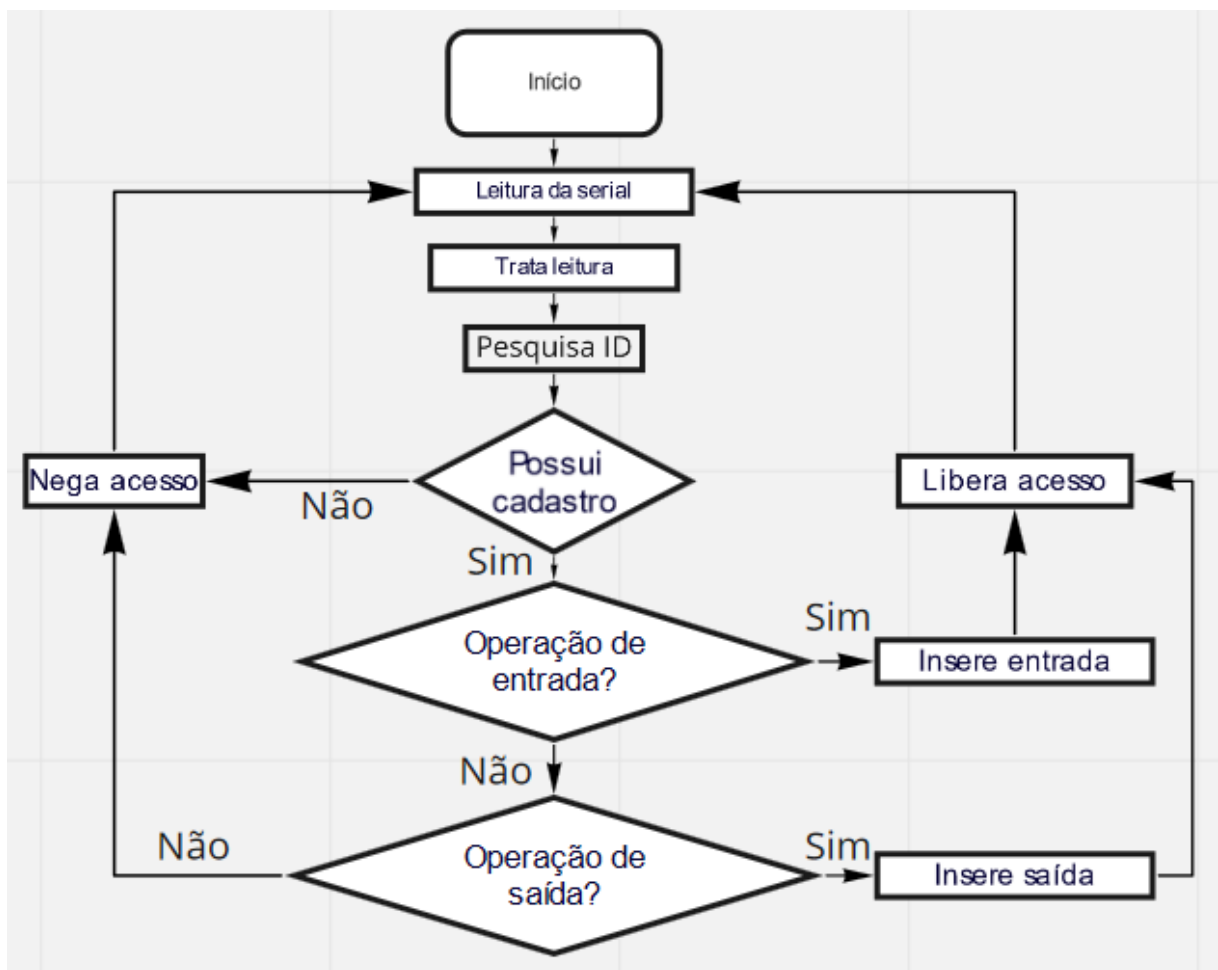 Início
Leitura da serial
Trata leitura
Pesquisa ID
Possui
cadastro
Nega acesso
Não
Libera acesso
Sim
Operação de
entrada?
Sim
Insere entrada
Não
Operação de
saída?
Não
Sim
Insere saída